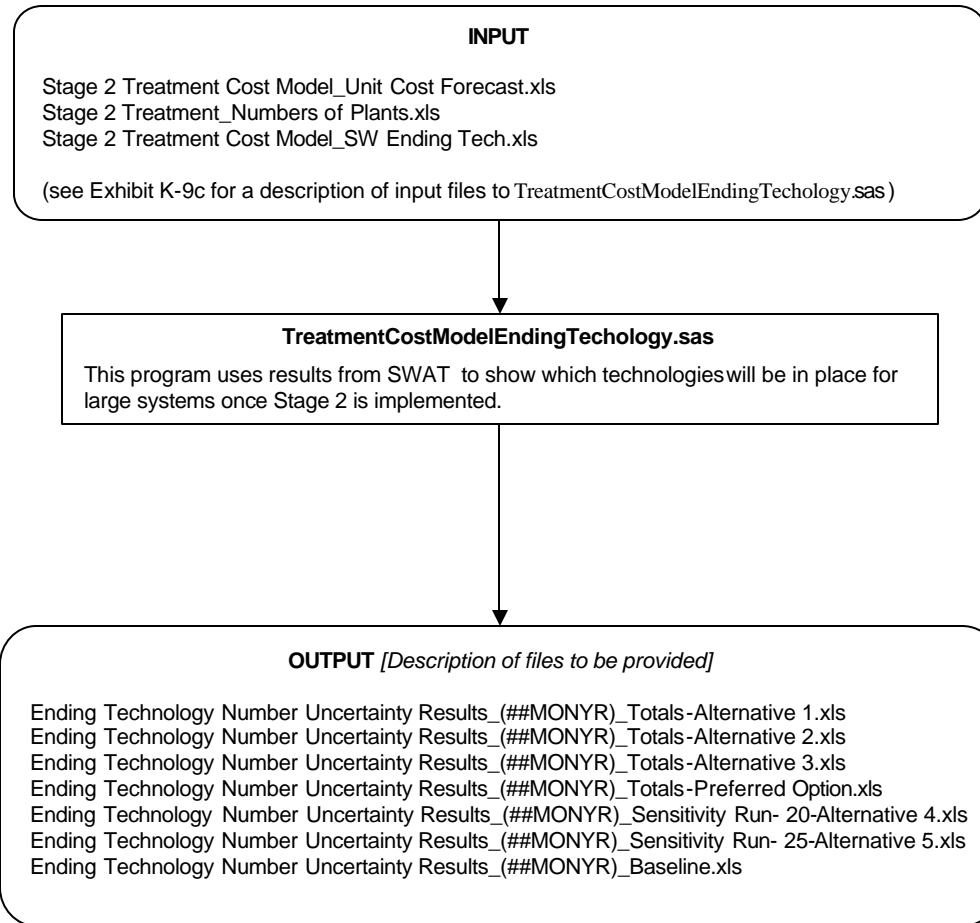 INPUT
Stage 2 Treatment Cost Model_Unit Cost Forecast.xls
Stage 2 Treatment_Numbers of Plants.xls
Stage 2 Treatment Cost Model_SW Ending Tech.xls
(see Exhibit K-9c for a description of input files to TreatmentCostModelEndingTechology.sas)
TreatmentCostModelEndingTechology.sas
This program uses results from SWAT to show which technologies will be in place for
large systems once Stage 2 is implemented.
OUTPUT [Description of files to be provided]
Ending Technology Number Uncertainty Results_(##MONYR)_Totals-Alternative 1.xls
Ending Technology Number Uncertainty Results_(##MONYR)_Totals-Alternative 2.xls
Ending Technology Number Uncertainty Results_(##MONYR)_Totals-Alternative 3.xls
Ending Technology Number Uncertainty Results_(##MONYR)_Totals-Preferred Option.xls
Ending Technology Number Uncertainty Results_(##MONYR)_Sensitivity Run- 20-Alternative 4.xls
Ending Technology Number Uncertainty Results_(##MONYR)_Sensitivity Run- 25-Alternative 5.xls
Ending Technology Number Uncertainty Results_(##MONYR)_Baseline.xls